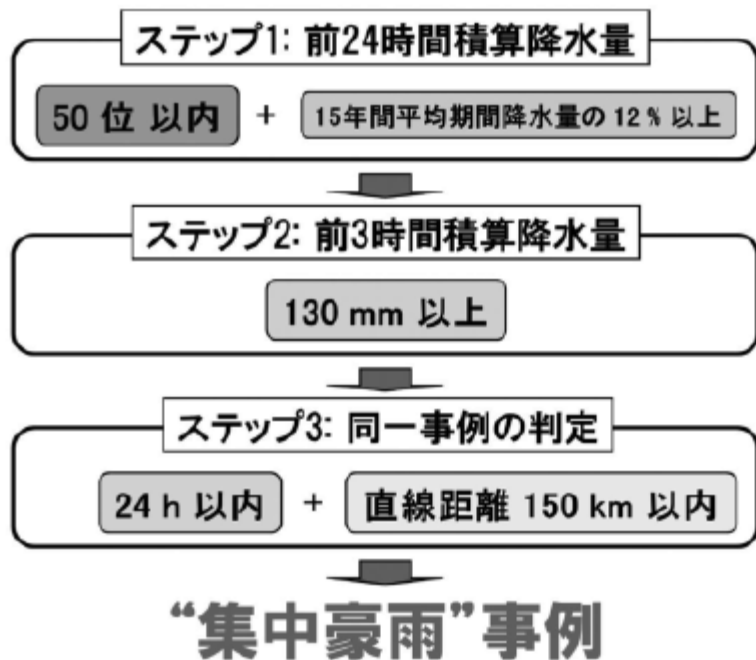 ステップ1: 前24時間積算降水量
50 位 以内 + 15年間平均期間降水量の 12 % 以上
ステップ2: 前3時間積算降水量
130 mm 以上
ステップ3: 同一事例の判定
24 h 以内 + 直線距離 150 km 以内
“集中豪雨”事例